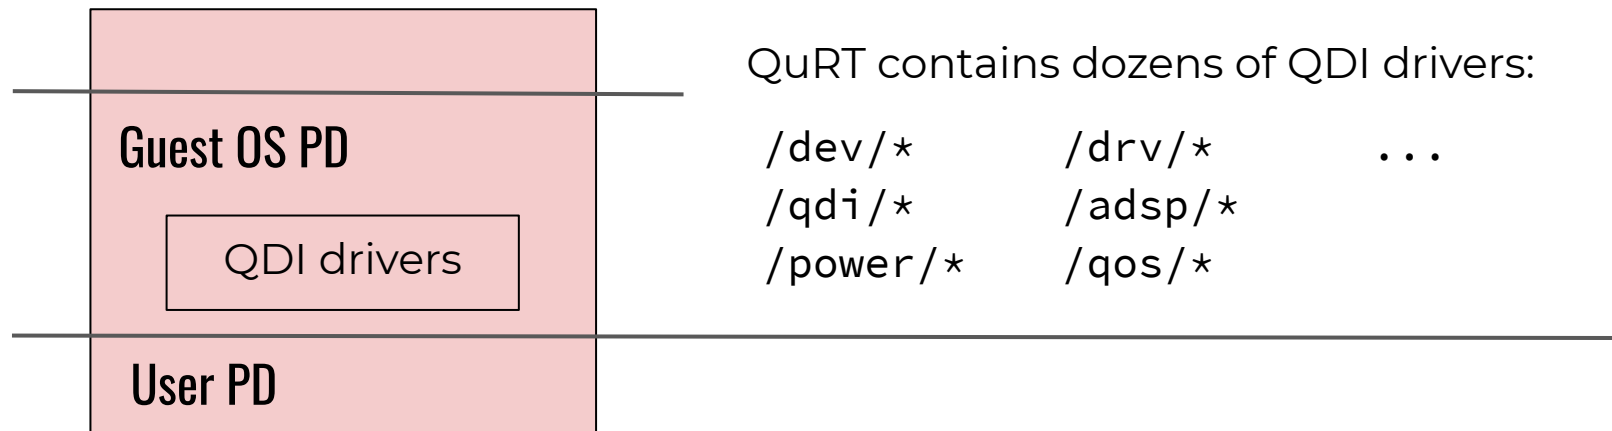 Guest OS PD
QDI drivers
User PD
QuRT contains dozens of QDI drivers:
/dev/* /drv/* ...
/qdi/* /adsp/*
/power/* /qos/*